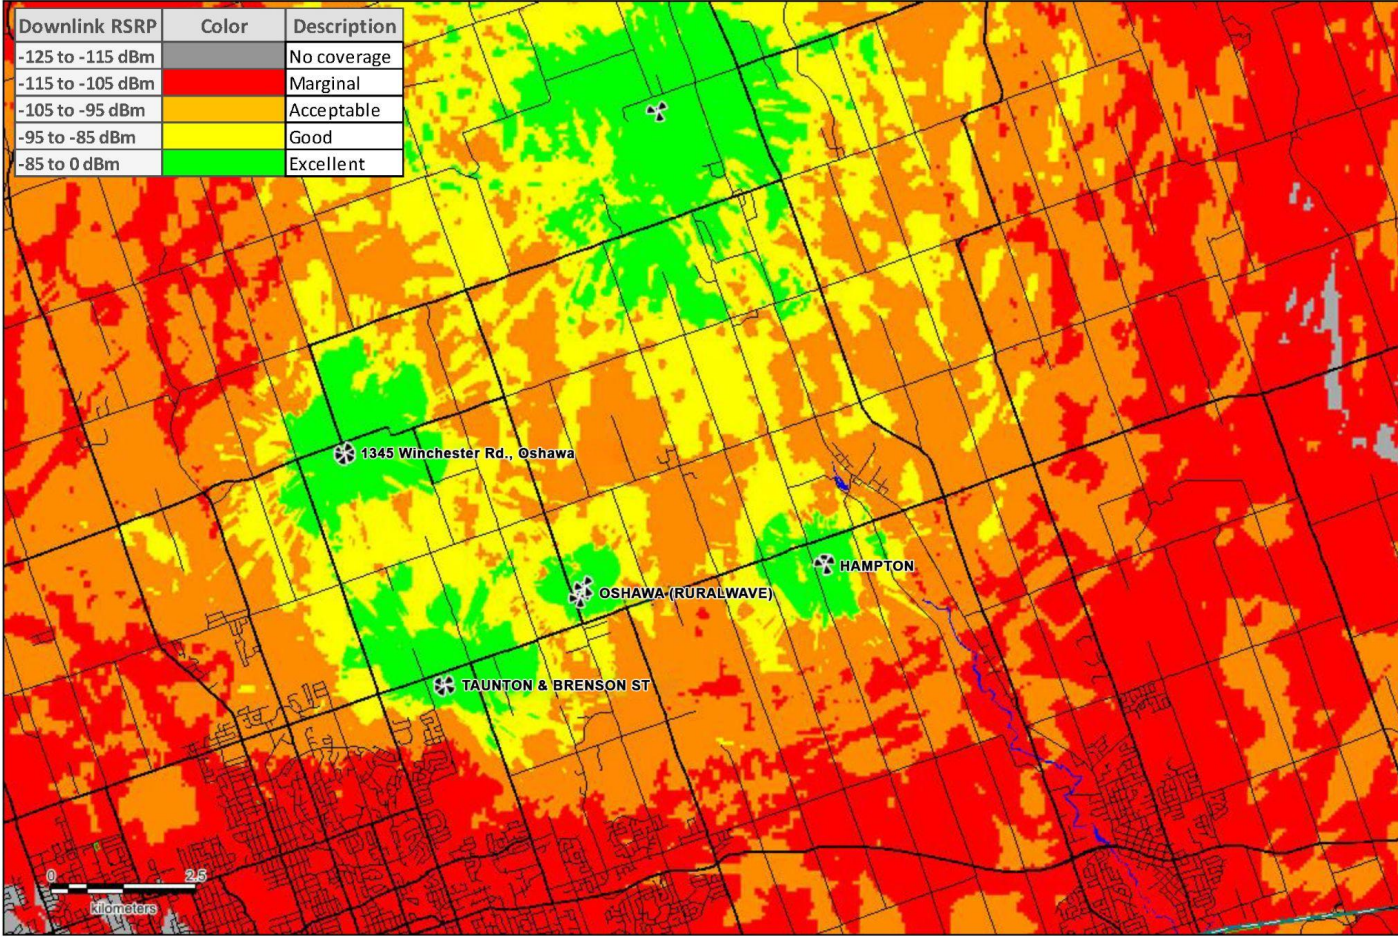 Downlink RSRP Color Description
-125 to -115 dBm No coverage
-115 to -105 dBm Marginal
-105 to -95 dBm Acceptable
-95 to -85 dBm Good
-85 to 0 dBm Excellent
1345 Winchester Rd., Oshawa
HAMPTON
OSHAWA (RURALWAVE)
TAUNTON & BRENSON ST
0 2.5
kilometers